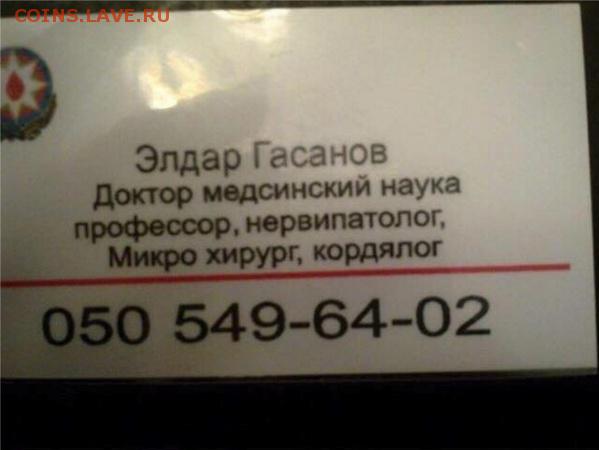 COINS.LAVE.RU
Элдар Гасанов
Доктор медсинский наука
профессор, нервипатолог,
Микро хирург, кордялог
050 549-64-02